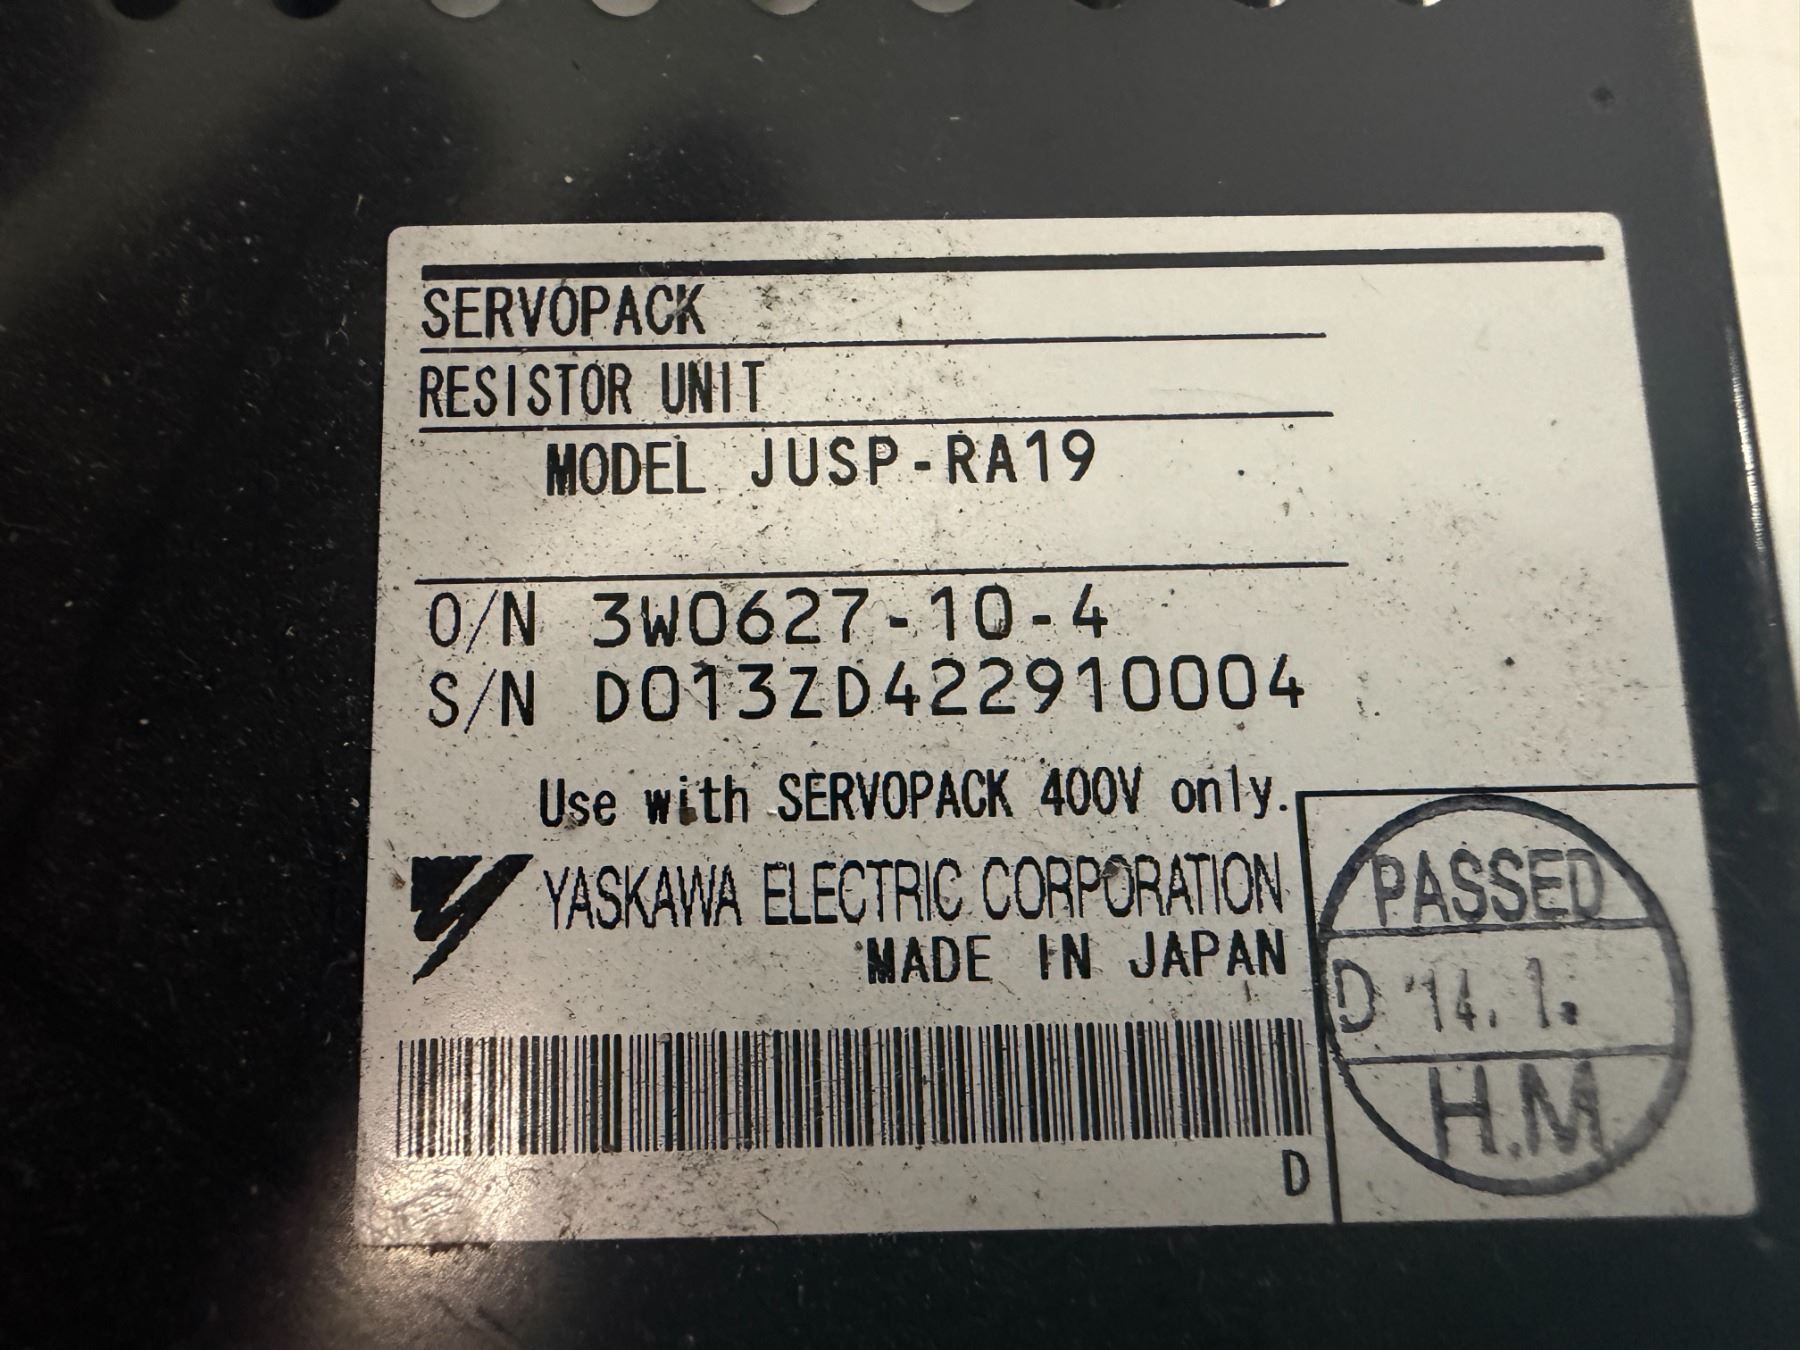 SERVOPACK
RESISTOR UNIT
MODEL JUSP-RA19
O/N 3W0627-10-4
S/N D013ZD422910004
Use with SERVOPACK 400V only.
YASKAWA ELECTRIC CORPORATION
MADE IN JAPAN
PASSED
D '14. 1.
H.M
D